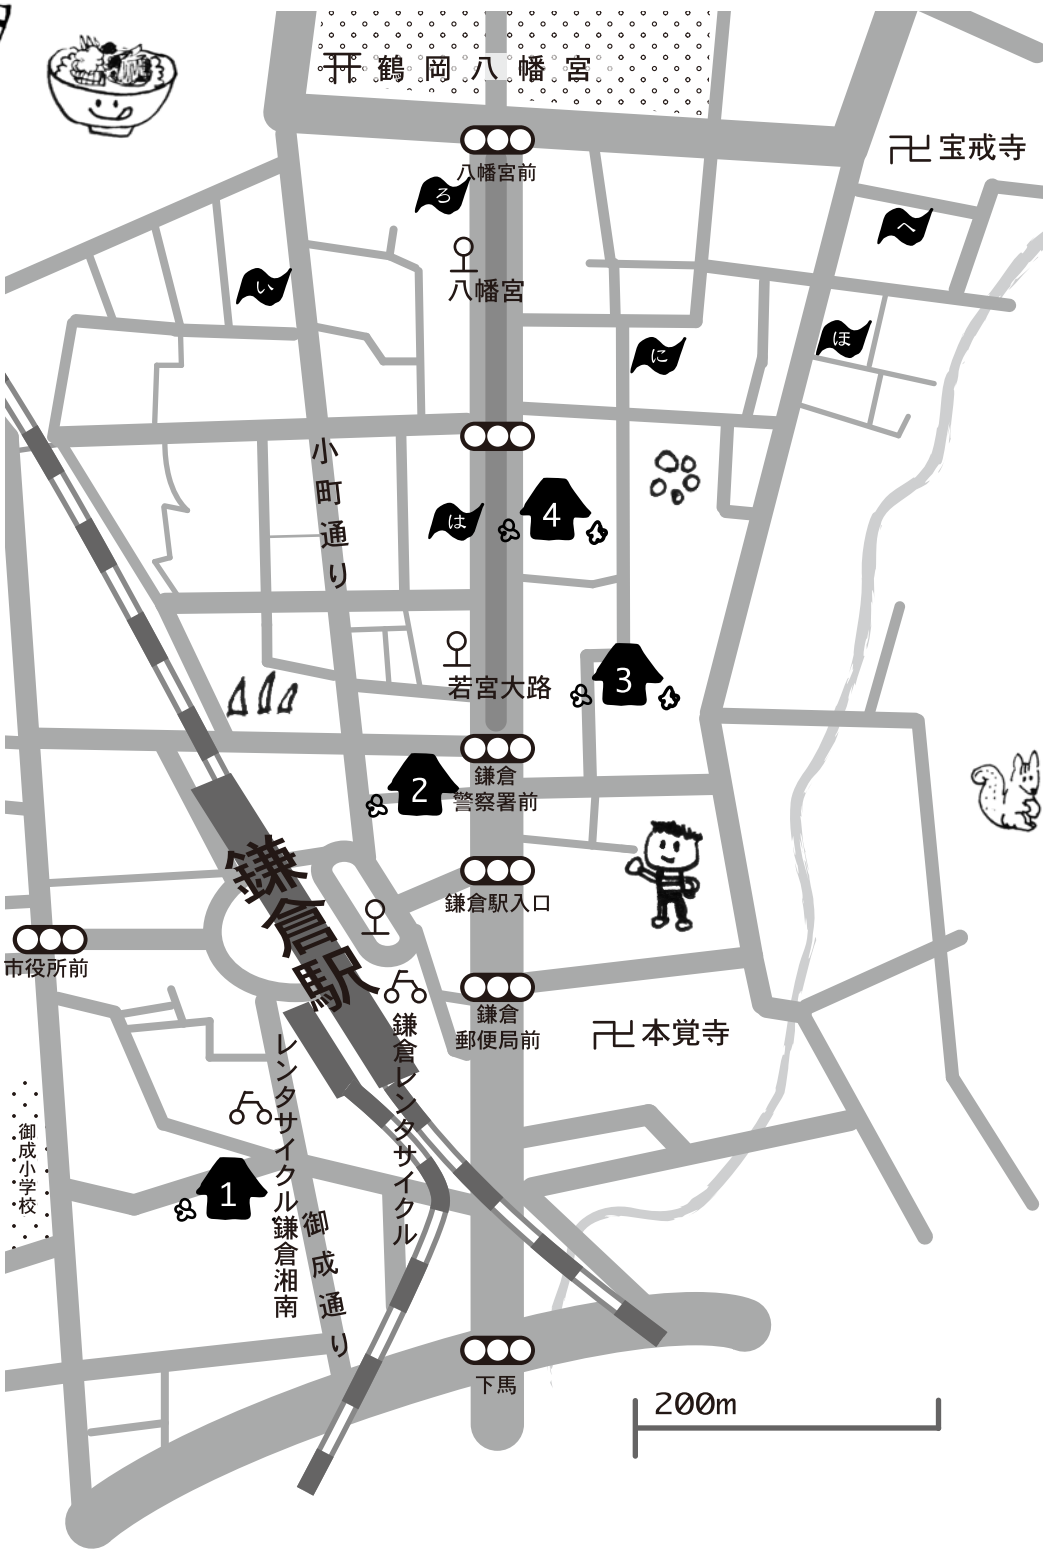 鶴岡八幡宮
宝戒寺
八幡宮前
ろ
へ
八幡宮
い
ほ
に
小町通り
は
4
若宮大路
3
鎌倉
警察署前
2
鎌倉駅
鎌倉駅入口
市役所前
鎌倉
郵便局前
本覚寺
鎌倉レンタサイクル
レンタサイクル鎌倉湘南
御成小学校
1
御成通り
下馬
200m